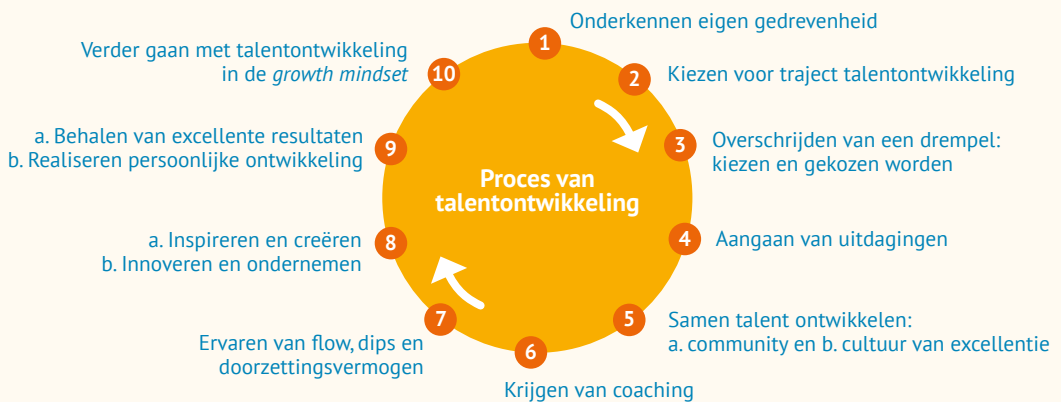 Proces van
talentontwikkeling
1
Onderkennen eigen gedrevenheid
2
Kiezen voor traject talentontwikkeling
3
Overschrijden van een drempel:
kiezen en gekozen worden
4
Aangaan van uitdagingen
5
Samen talent ontwikkelen:
a. community en b. cultuur van excellentie
6
Krijgen van coaching
7
Ervaren van flow, dips en
doorzettingsvermogen
8
a. Inspireren en creëren
b. Innoveren en ondernemen
9
a. Behalen van excellente resultaten
b. Realiseren persoonlijke ontwikkeling
10
Verder gaan met talentontwikkeling
in de growth mindset